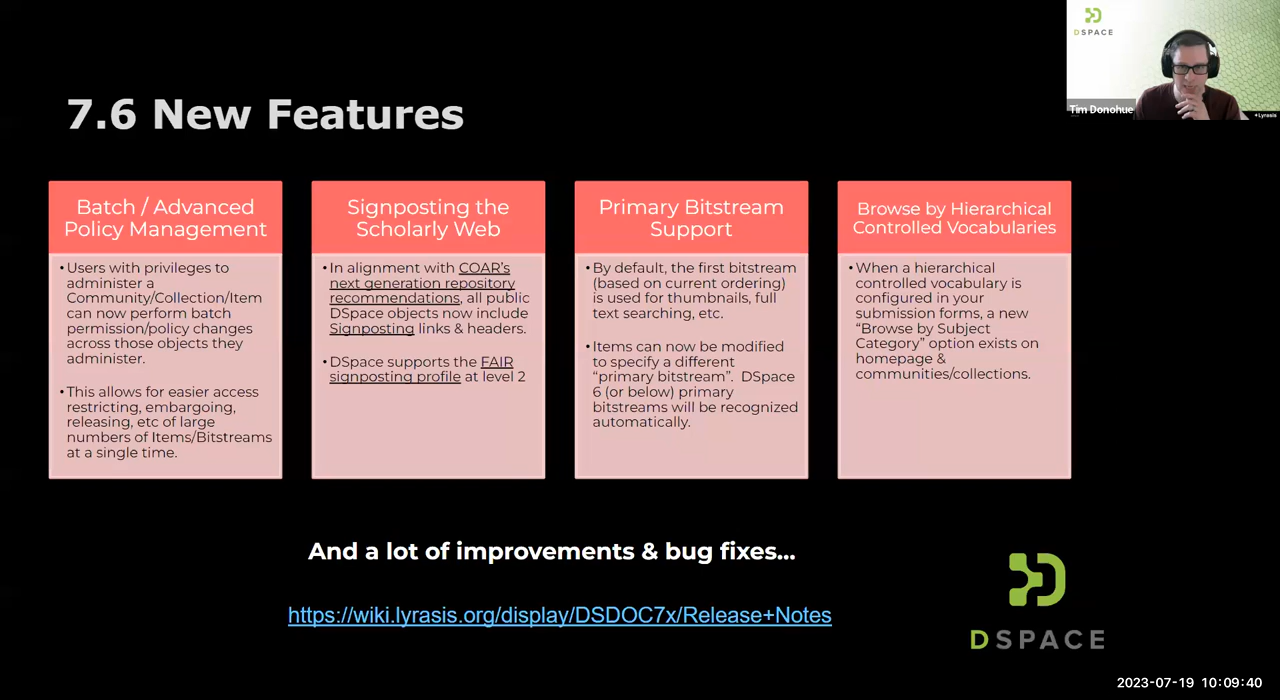 DSPACE
Tim Donohue
Lyrasis
7.6 New Features
Batch / Advanced
Policy Management
•Users with privileges to
administer a
Community/Collection/Item
can now perform batch
permission/policy changes
across those objects they
administer.
•This allows for easier access
restricting, embargoing,
releasing, etc of large
numbers of Items/Bitstreams
at a single time.
Signposting the
Scholarly Web
•In alignment with COAR's
next generation repository
recommendations, all public
DSpace objects now include
Signposting links & headers.
•DSpace supports the FAIR
signposting profile at level 2
Primary Bitstream
Support
•By default, the first bitstream
(based on current ordering)
is used for thumbnails, full
text searching, etc.
•Items can now be modified
to specify a different
“primary bitstream”. DSpace
6 (or below) primary
bitstreams will be recognized
automatically.
Browse by Hierarchical
Controlled Vocabularies
•When a hierarchical
controlled vocabulary is
configured in your
submission forms, a new
“Browse by Subject
Category” option exists on
homepage &
communities/collections.
And a lot of improvements & bug fixes...
https://wiki.lyrasis.org/display/DSDOC7x/Release+Notes
DSPACE
2023-07-19 10:09:40